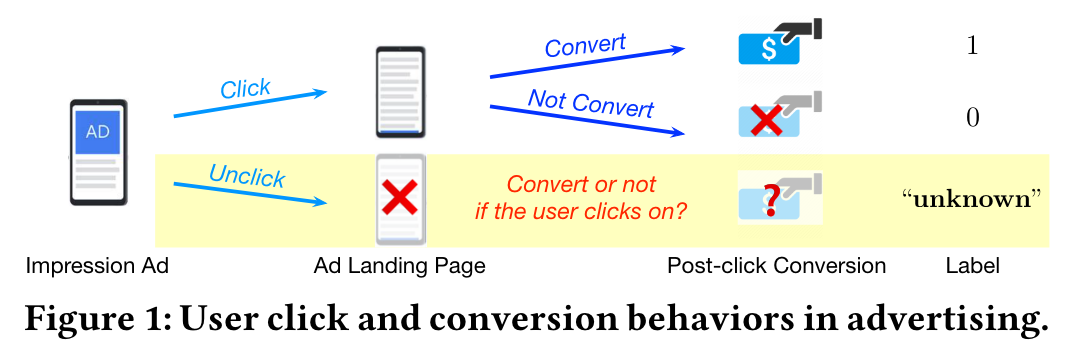 Convert
1
Click
AD
Not Convert
0
Unclick
Convert or not
if the user clicks on?
?
“unknown”
Impression Ad
Ad Landing Page
Post-click Conversion
Label
Figure 1: User click and conversion behaviors in advertising.